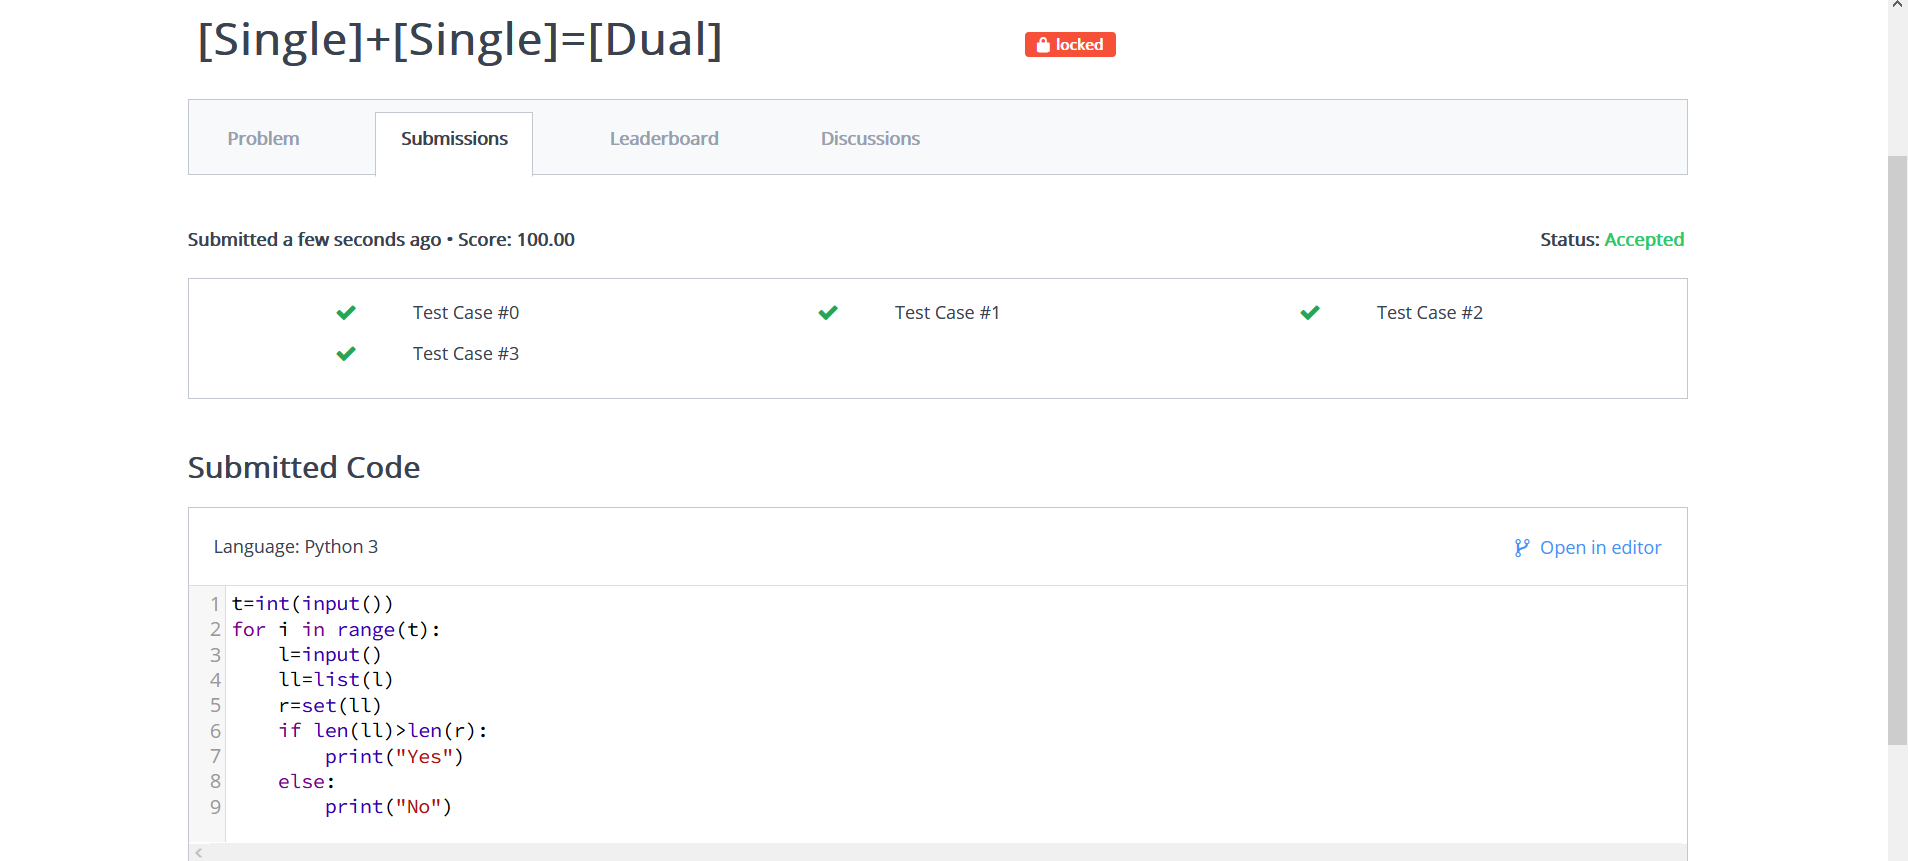 [Single]+[Single]=[Dual]
locked
Problem Submissions Leaderboard Discussions
Submitted a few seconds ago • Score: 100.00
Status: Accepted
Test Case #0 Test Case #1 Test Case #2
Test Case #3
Submitted Code
Language: Python 3
Open in editor
1 t=int(input())
2 for i in range(t):
3     l=input()
4     ll=list(l)
5     r=set(ll)
6     if len(ll)>len(r):
7         print("Yes")
8     else:
9         print("No")